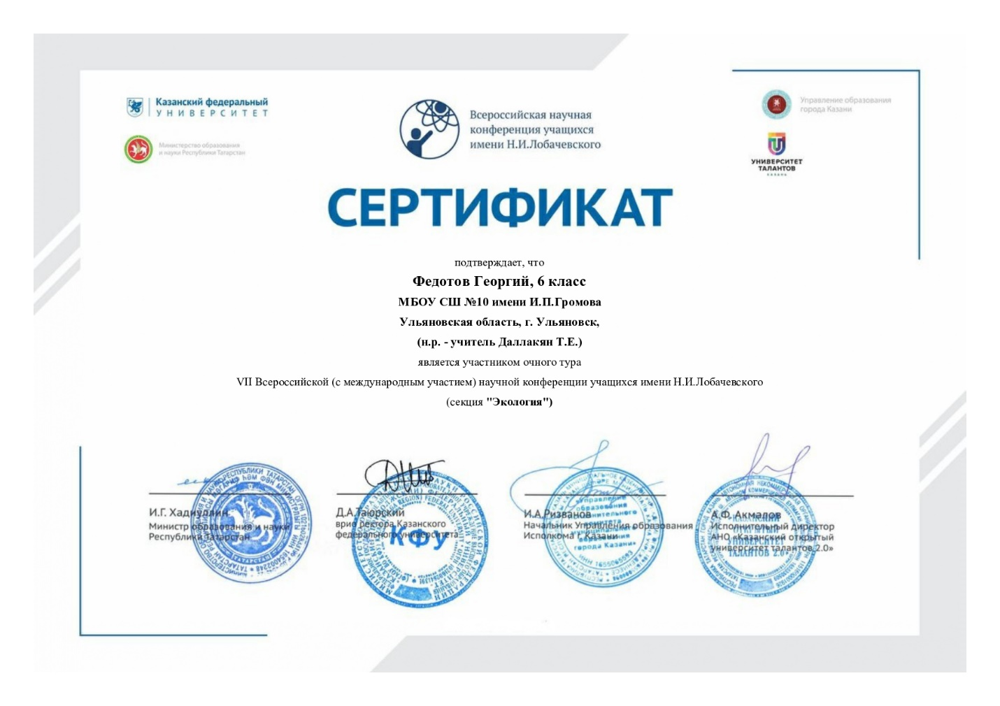 Казанский федеральный
УНИВЕРСИТЕТ
Министерство образования
и науки Республики Татарстан
Всероссийская научная
конференция учащихся
имени Н.И.Лобачевского
Управление образования
города Казани
УНИВЕРСИТЕТ
ТАЛАНТОВ
КАЗАНЬ
СЕРТИФИКАТ
подтверждает, что
Федотов Георгий, 6 класс
МБОУ СШ №10 имени И.П.Громова
Ульяновская область, г. Ульяновск,
(н.р. - учитель Даллакян Т.Е.)
является участником очного тура
VII Всероссийской (с международным участием) научной конференции учащихся имени Н.И.Лобачевского
(секция "Экология")
И.Г. Хадиуллин
Министр образования и науки
Республики Татарстан
Д.А.Таюрский
врио ректора Казанского
федерального университета
КФУ
И.А.Ризванов
Начальник Управления образования
Исполкома г.Казани
А.Ф. Акмалов
Исполнительный директор
АНО «Казанский открытый
университет талантов 2.0»